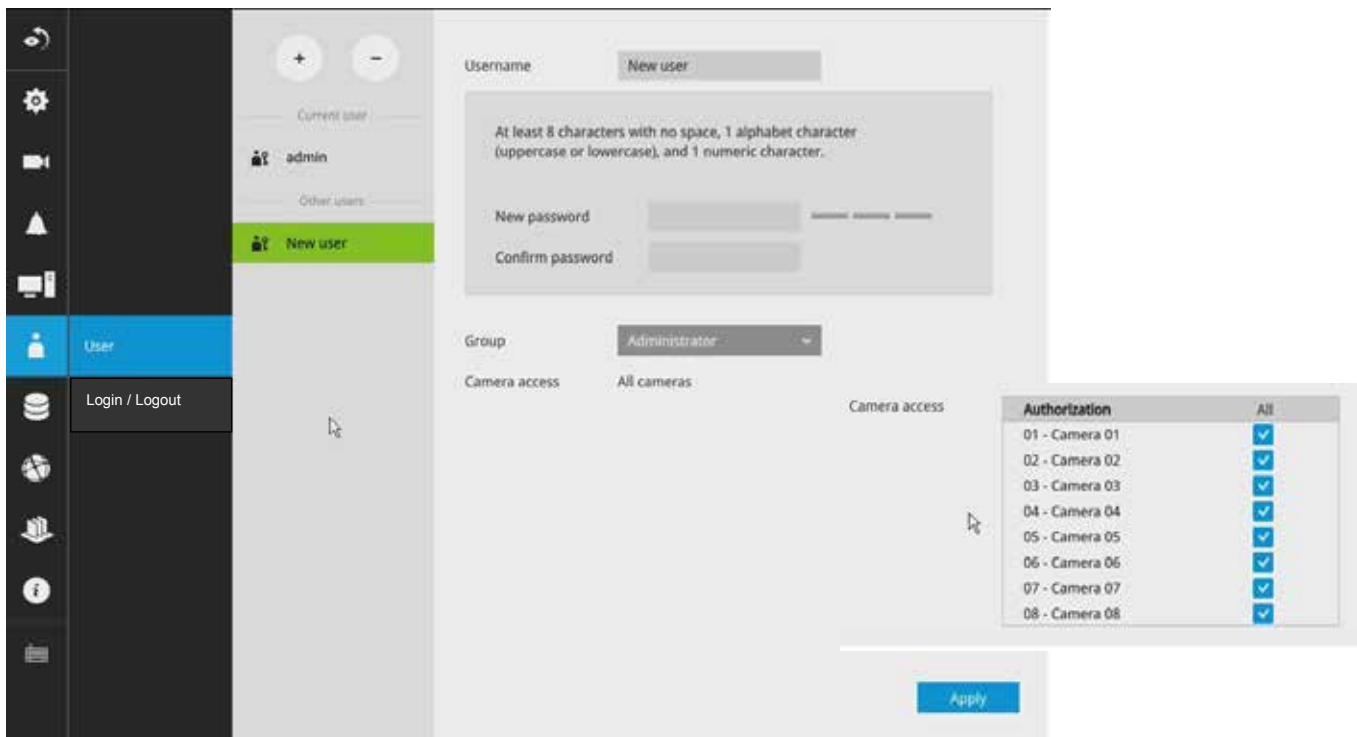 User
Login / Logout
+ -
Current user
admin
Other users
New user
Username New user
At least 8 characters with no space, 1 alphabet character
(uppercase or lowercase), and 1 numeric character.
New password
Confirm password
Group Administrator
Camera access All cameras
Camera access
Authorization All
01 - Camera 01
02 - Camera 02
03 - Camera 03
04 - Camera 04
05 - Camera 05
06 - Camera 06
07 - Camera 07
08 - Camera 08
Apply